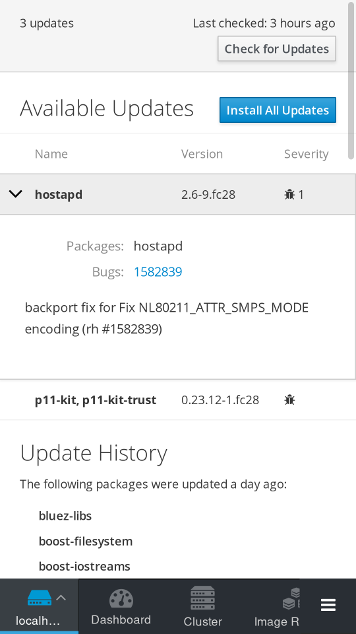 3 updates
Last checked: 3 hours ago
Check for Updates
Available Updates
Install All Updates
Name Version Severity
hostapd 2.6-9.fc28 1
Packages: hostapd
Bugs: 1582839
backport fix for Fix NL80211_ATTR_SMPS_MODE
encoding (rh #1582839)
p11-kit, p11-kit-trust 0.23.12-1.fc28
Update History
The following packages were updated a day ago:
bluez-libs
boost-filesystem
boost-iostreams
localh... Dashboard Cluster Image R